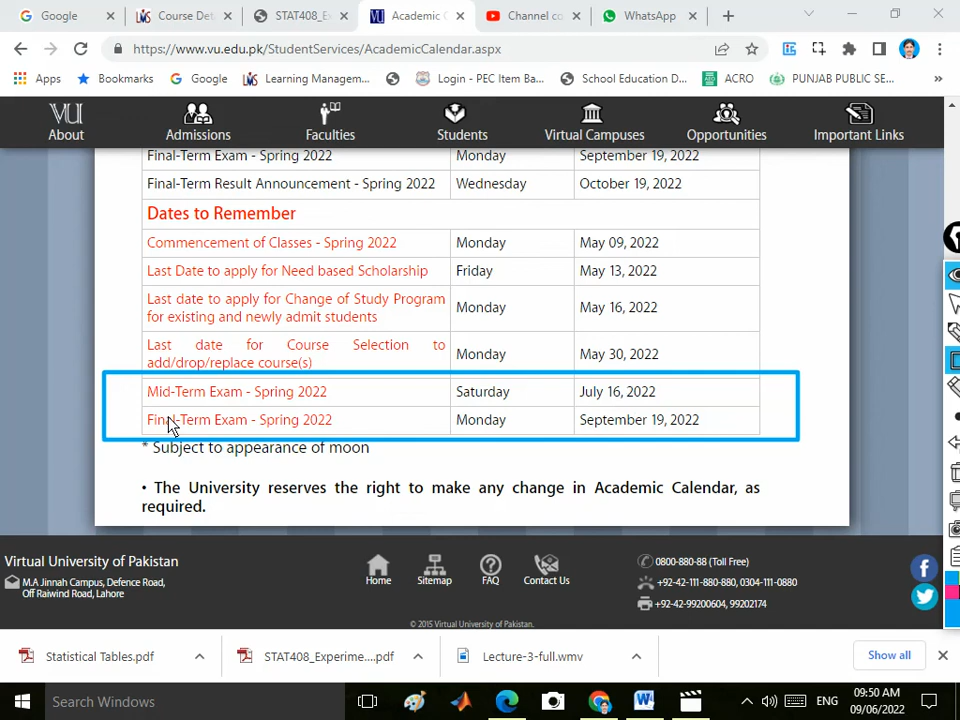 Google
Course Det
STAT408_E
Academic C
Channel co
WhatsApp
https://www.vu.edu.pk/StudentServices/AcademicCalendar.aspx
Apps
Bookmarks
Google
Learning Managem...
Login - PEC Item Ba...
School Education D...
ACRO
PUNJAB PUBLIC SE...
»
VU
About
Admissions
Faculties
Students
Virtual Campuses
Opportunities
Important Links
Final-Term Exam - Spring 2022 Monday September 19, 2022
Final-Term Result Announcement - Spring 2022 Wednesday October 19, 2022
Dates to Remember
Commencement of Classes - Spring 2022 Monday May 09, 2022
Last Date to apply for Need based Scholarship Friday May 13, 2022
Last date to apply for Change of Study Program
for existing and newly admit students Monday May 16, 2022
Last date for Course Selection to
add/drop/replace course(s) Monday May 30, 2022
Mid-Term Exam - Spring 2022 Saturday July 16, 2022
Final-Term Exam - Spring 2022 Monday September 19, 2022
* Subject to appearance of moon
• The University reserves the right to make any change in Academic Calendar, as
required.
Virtual University of Pakistan
M.A Jinnah Campus, Defence Road,
Off Raiwind Road, Lahore
Home
Sitemap
FAQ
Contact Us
0800-880-88 (Toll Free)
+92-42-111-880-880, 0304-111-0880
+92-42-99200604, 99202174
© 2015 Virtual University of Pakistan.
Statistical Tables.pdf
STAT408_Experime....pdf
Lecture-3-full.wmv
Show all
Search Windows
ENG
09:50 AM
09/06/2022